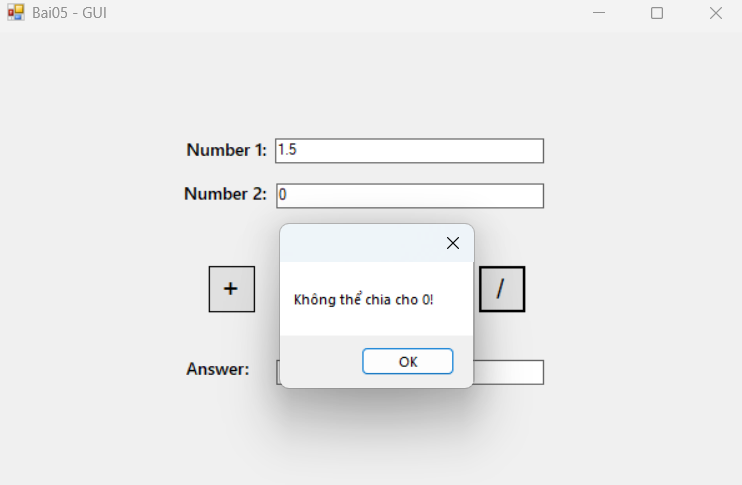 Bai05 - GUI
Number 1: 1.5
Number 2: 0
+ /
Không thể chia cho 0!
OK
Answer: